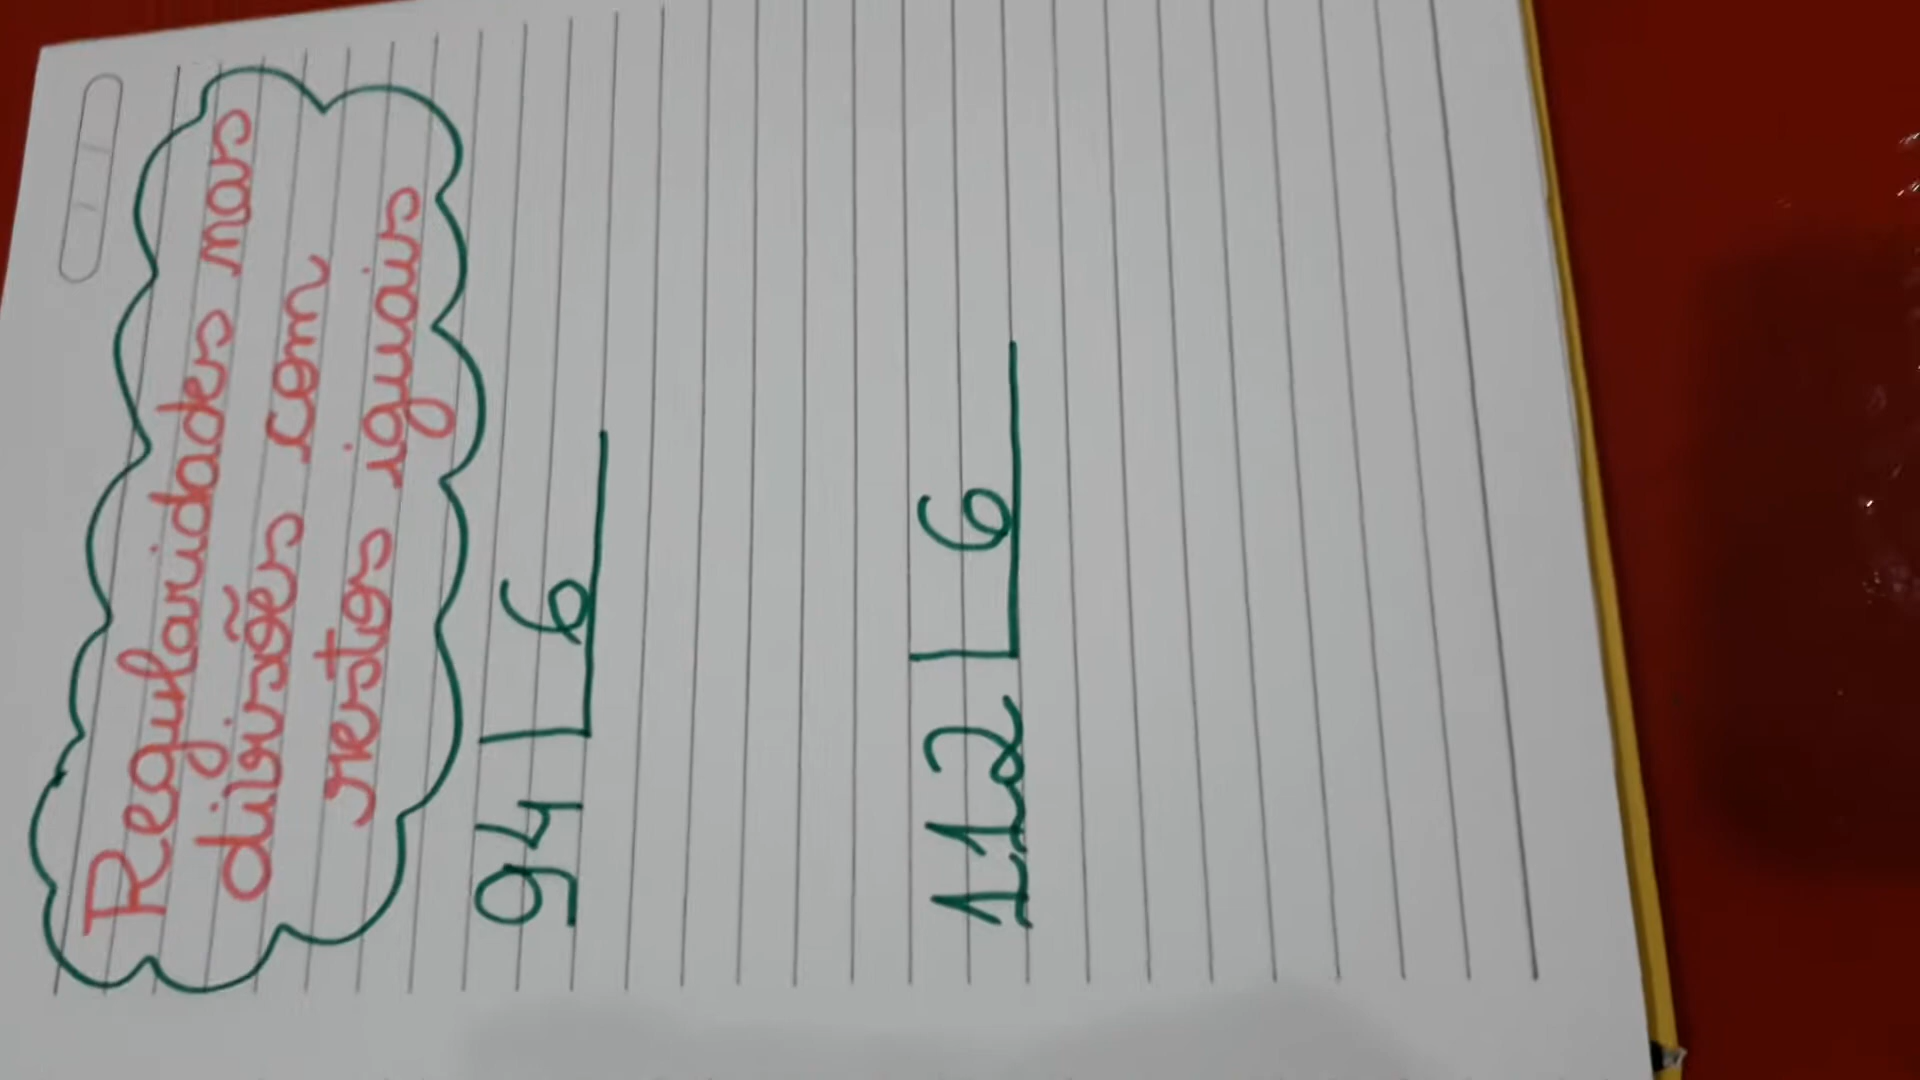 Regularidades nas
divisões com
restos iguais
94 6
112 6